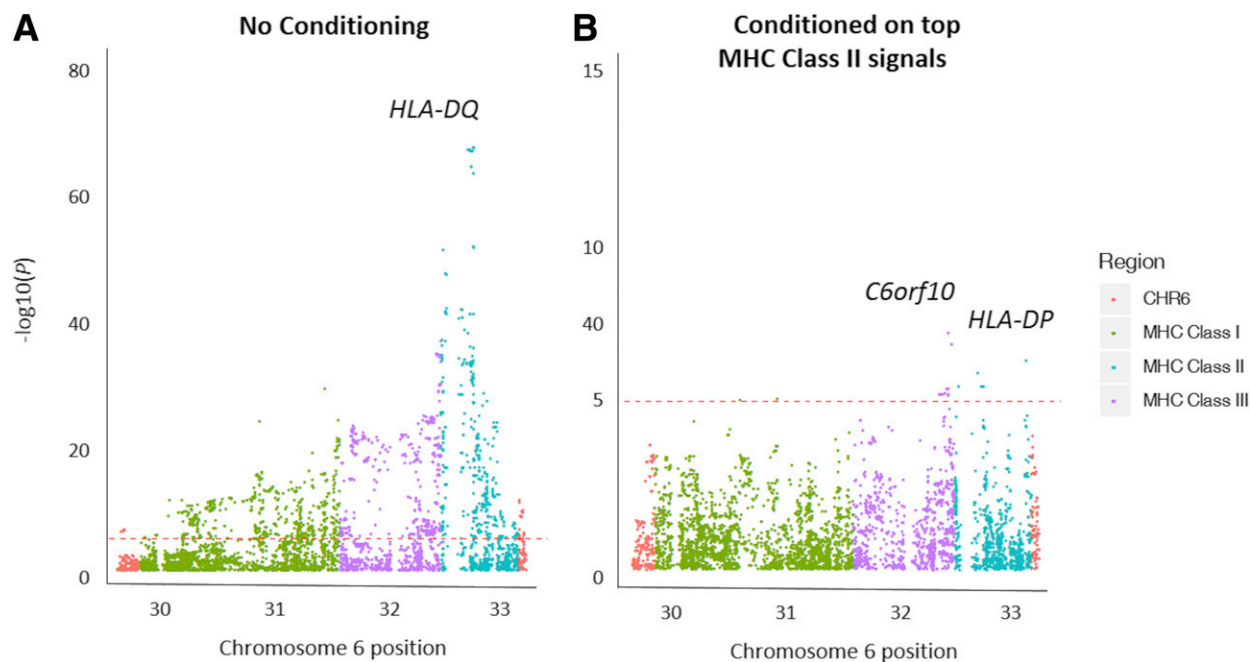 A
No Conditioning
80
60
40
20
0
-log10(P)
HLA-DQ
30 31 32 33
Chromosome 6 position
B
Conditioned on top
MHC Class II signals
15
10
40
5
0
C6orf10
HLA-DP
30 31 32 33
Chromosome 6 position
Region
CHR6
MHC Class I
MHC Class II
MHC Class III